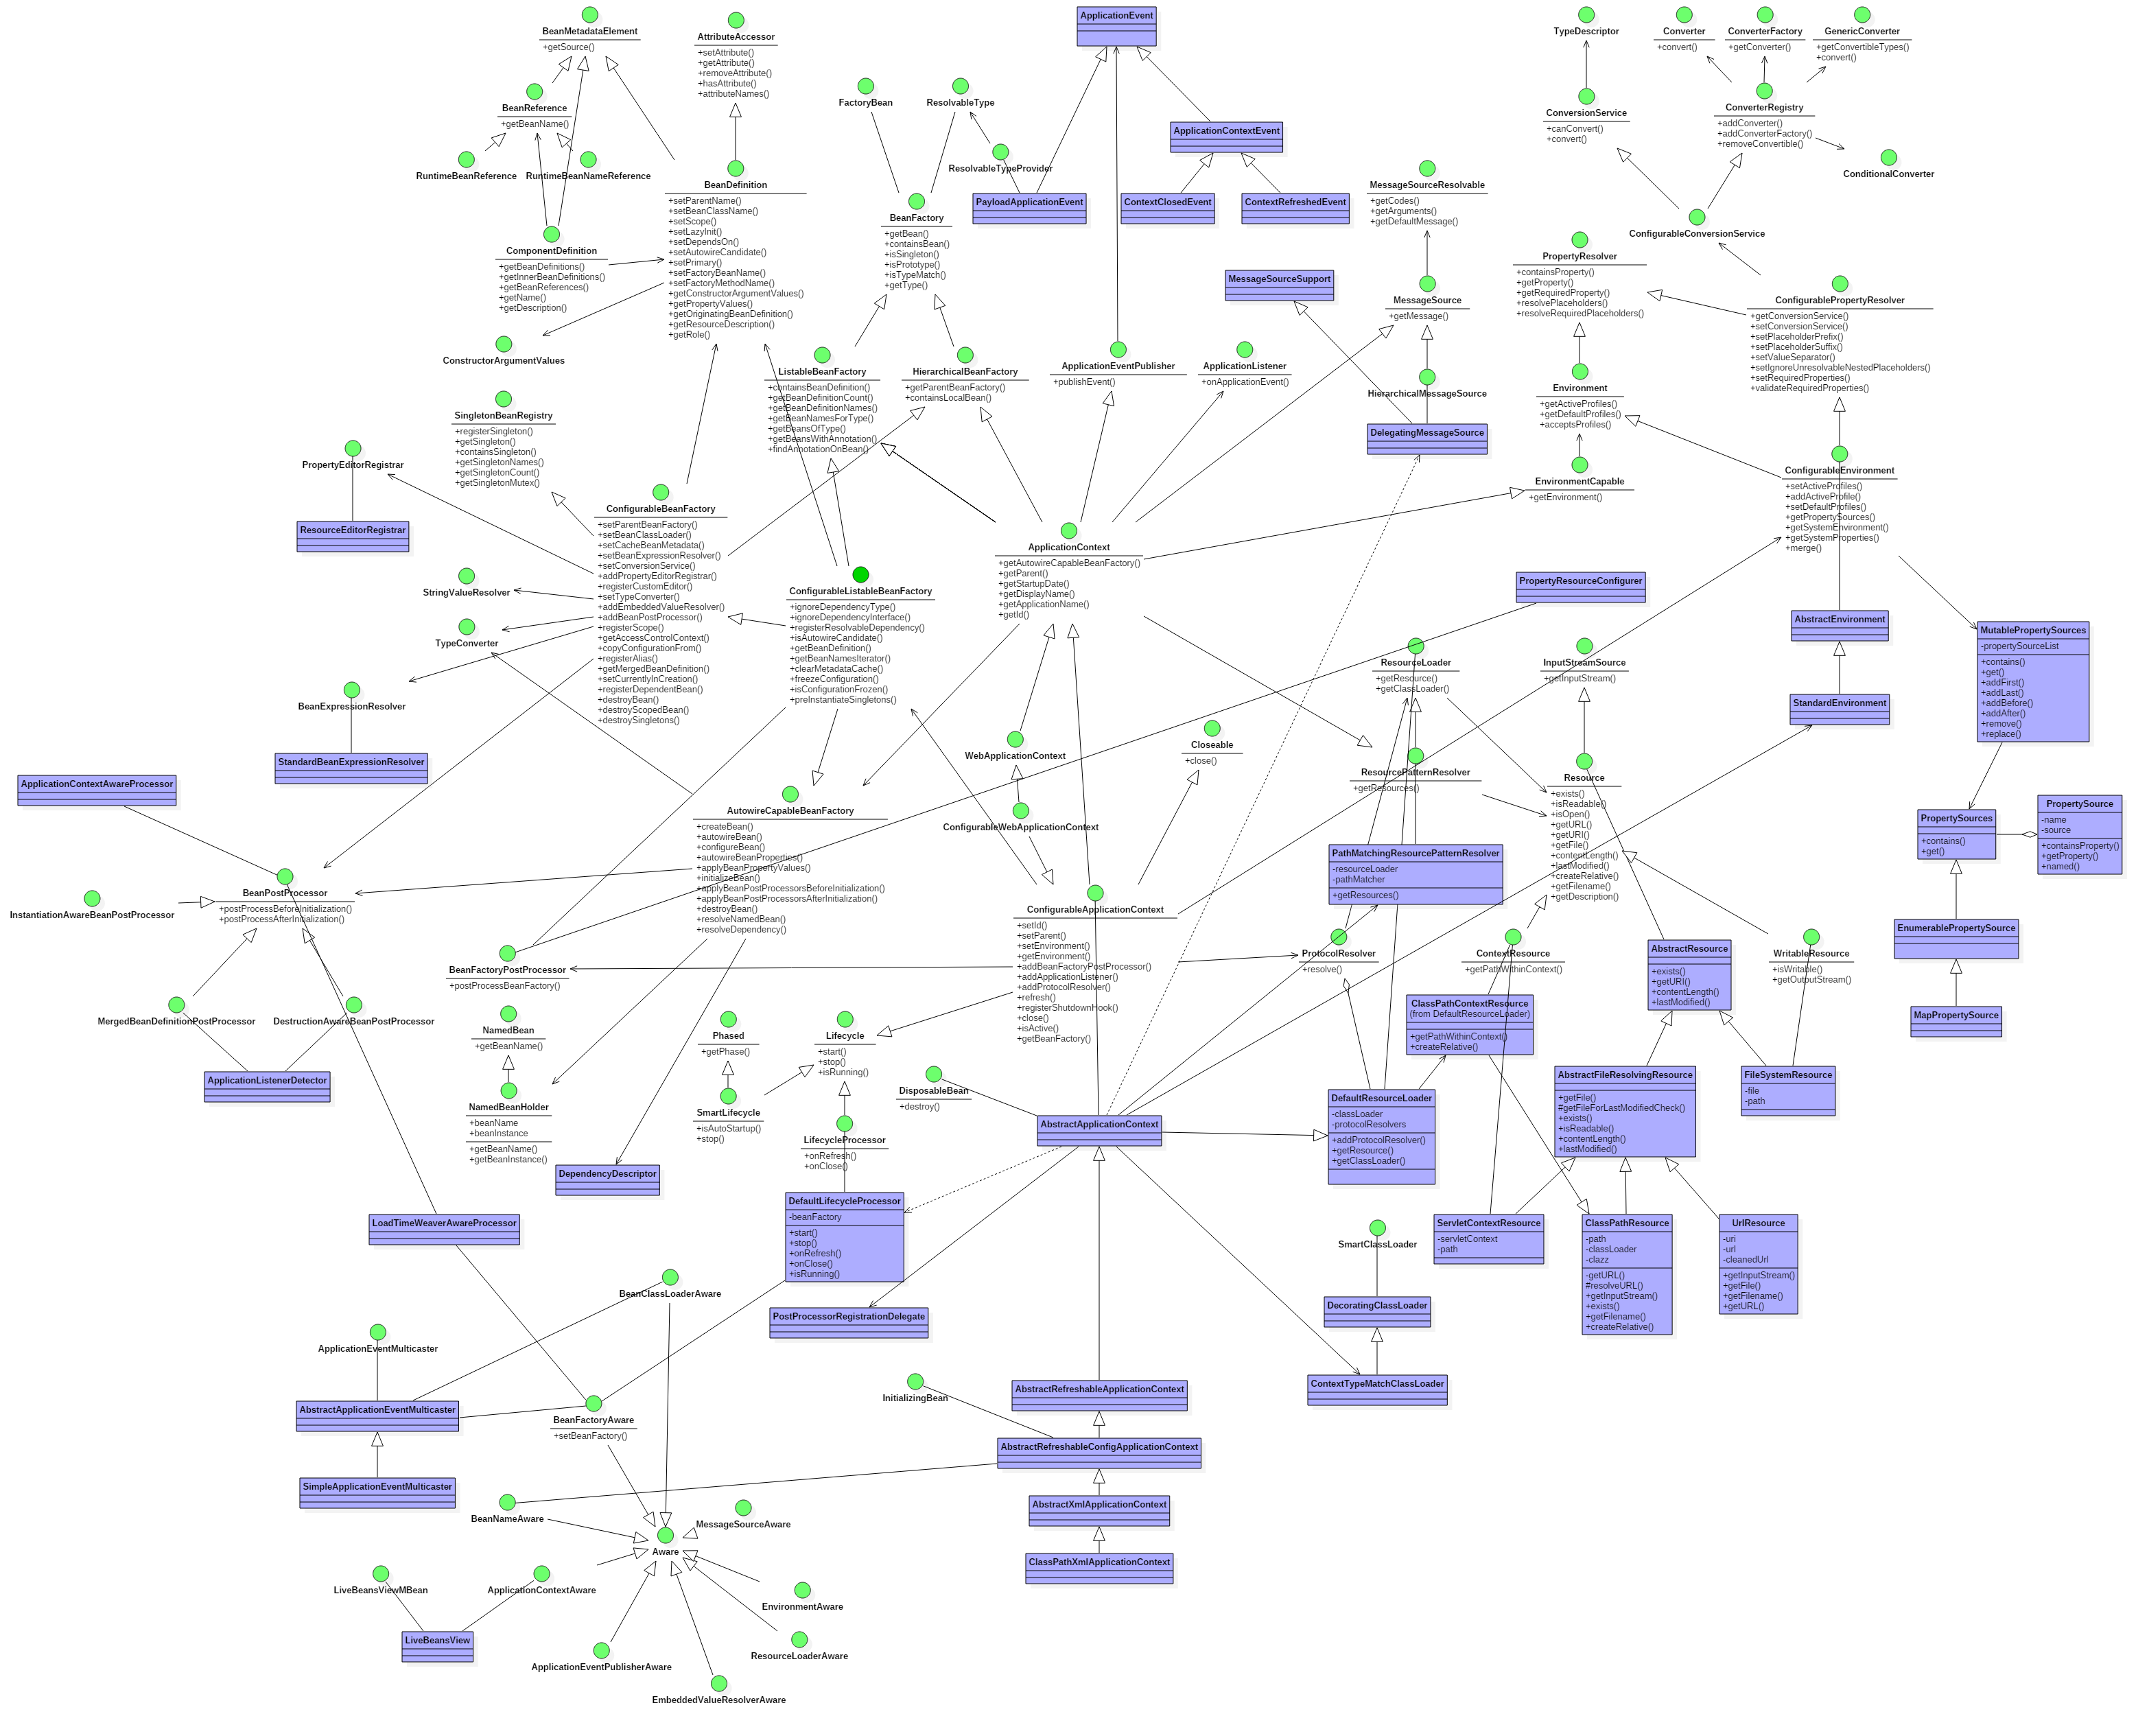 BeanMetadataElement
+getSource()
AttributeAccessor
+setAttribute()
+getAttribute()
+removeAttribute()
+hasAttribute()
+attributeNames()
ApplicationEvent
TypeDescriptor
Converter
+convert()
ConverterFactory
+getConverter()
GenericConverter
+getConvertibleTypes()
+convert()
BeanReference
+getBeanName()
FactoryBean
ResolvableType
ConversionService
+canConvert()
+convert()
ConverterRegistry
+addConverter()
+addConverterFactory()
+removeConvertible()
ApplicationContextEvent
RuntimeBeanReference
RuntimeBeanNameReference
ResolvableTypeProvider
ConditionalConverter
BeanDefinition
+setParentName()
+setBeanClassName()
+setScope()
+setLazyInit()
+setDependsOn()
+setAutowireCandidate()
+setPrimary()
+setFactoryBeanName()
+setFactoryMethodName()
+getConstructorArgumentValues()
+getPropertyValues()
+getOriginatingBeanDefinition()
+getResourceDescription()
+getRole()
PayloadApplicationEvent
ContextClosedEvent
ContextRefreshedEvent
MessageSourceResolvable
+getCodes()
+getArguments()
+getDefaultMessage()
BeanFactory
+getBean()
+containsBean()
+isSingleton()
+isPrototype()
+isTypeMatch()
+getType()
ConfigurableConversionService
ComponentDefinition
+getBeanDefinitions()
+getInnerBeanDefinitions()
+getBeanReferences()
+getName()
+getDescription()
PropertyResolver
+containsProperty()
+getProperty()
+getRequiredProperty()
+resolvePlaceholders()
+resolveRequiredPlaceholders()
MessageSourceSupport
MessageSource
+getMessage()
ConfigurablePropertyResolver
+getConversionService()
+setConversionService()
+setPlaceholderPrefix()
+setPlaceholderSuffix()
+setValueSeparator()
+setIgnoreUnresolvableNestedPlaceholders()
+setRequiredProperties()
+validateRequiredProperties()
ConstructorArgumentValues
ListableBeanFactory
+containsBeanDefinition()
+getBeanDefinitionCount()
+getBeanDefinitionNames()
+getBeanNamesForType()
+getBeansOfType()
+getBeansWithAnnotation()
+findAnnotationOnBean()
HierarchicalBeanFactory
+getParentBeanFactory()
+containsLocalBean()
ApplicationEventPublisher
+publishEvent()
ApplicationListener
+onApplicationEvent()
HierarchicalMessageSource
Environment
+getActiveProfiles()
+getDefaultProfiles()
+acceptsProfiles()
SingletonBeanRegistry
+registerSingleton()
+getSingleton()
+containsSingleton()
+getSingletonNames()
+getSingletonCount()
+getSingletonMutex()
DelegatingMessageSource
PropertyEditorRegistrar
ResourceEditorRegistrar
ConfigurableEnvironment
+setActiveProfiles()
+addActiveProfile()
+setDefaultProfiles()
+getPropertySources()
+getSystemEnvironment()
+getSystemProperties()
+merge()
EnvironmentCapable
+getEnvironment()
ConfigurableBeanFactory
+setParentBeanFactory()
+setBeanClassLoader()
+setCacheBeanMetadata()
+setBeanExpressionResolver()
+setConversionService()
+addPropertyEditorRegistrar()
+registerCustomEditor()
+setTypeConverter()
+addEmbeddedValueResolver()
+addBeanPostProcessor()
+registerScope()
+getAccessControlContext()
+copyConfigurationFrom()
+registerAlias()
+getMergedBeanDefinition()
+setCurrentlyInCreation()
+registerDependentBean()
+destroyBean()
+destroyScopedBean()
+destroySingletons()
ApplicationContext
+getAutowireCapableBeanFactory()
+getParent()
+getStartupDate()
+getDisplayName()
+getApplicationName()
+getId()
StringValueResolver
ConfigurableListableBeanFactory
+ignoreDependencyType()
+ignoreDependencyInterface()
+registerResolvableDependency()
+isAutowireCandidate()
+getBeanDefinition()
+getBeanNamesIterator()
+clearMetadataCache()
+freezeConfiguration()
+isConfigurationFrozen()
+preInstantiateSingletons()
PropertyResourceConfigurer
TypeConverter
AbstractEnvironment
MutablePropertySources
-propertySourceList
+contains()
+get()
+addFirst()
+addLast()
+addBefore()
+addAfter()
+remove()
+replace()
ResourceLoader
+getResource()
+getClassLoader()
InputStreamSource
+getInputStream()
BeanExpressionResolver
StandardEnvironment
StandardBeanExpressionResolver
WebApplicationContext
Closeable
+close()
ResourcePatternResolver
+getResources()
Resource
+exists()
+isReadable()
+isOpen()
+getURL()
+getURI()
+getFile()
+contentLength()
+lastModified()
+createRelative()
+getFilename()
+getDescription()
ApplicationContextAwareProcessor
AutowireCapableBeanFactory
+createBean()
+autowireBean()
+configureBean()
+autowireBeanProperties()
+applyBeanPropertyValues()
+initializeBean()
+applyBeanPostProcessorsBeforeInitialization()
+applyBeanPostProcessorsAfterInitialization()
+destroyBean()
+resolveNamedBean()
+resolveDependency()
ConfigurableWebApplicationContext
PropertySources
+contains()
+get()
PropertySource
-name
-source
+containsProperty()
+getProperty()
+named()
PathMatchingResourcePatternResolver
-resourceLoader
-pathMatcher
+getResources()
BeanPostProcessor
+postProcessBeforeInitialization()
+postProcessAfterInitialization()
InstantiationAwareBeanPostProcessor
ConfigurableApplicationContext
+setId()
+setParent()
+setEnvironment()
+getEnvironment()
+addBeanFactoryPostProcessor()
+addApplicationListener()
+addProtocolResolver()
+refresh()
+registerShutdownHook()
+close()
+isActive()
+getBeanFactory()
EnumerablePropertySource
ProtocolResolver
+resolve()
ContextResource
+getPathWithinContext()
AbstractResource
+exists()
+getURI()
+contentLength()
+lastModified()
WritableResource
+isWritable()
+getOutputStream()
BeanFactoryPostProcessor
+postProcessBeanFactory()
ClassPathContextResource
(from DefaultResourceLoader)
+getPathWithinContext()
+createRelative()
MapPropertySource
MergedBeanDefinitionPostProcessor
DestructionAwareBeanPostProcessor
NamedBean
+getBeanName()
Phased
+getPhase()
Lifecycle
+start()
+stop()
+isRunning()
ApplicationListenerDetector
DisposableBean
+destroy()
AbstractFileResolvingResource
+getFile()
#getFileForLastModifiedCheck()
+exists()
+isReadable()
+contentLength()
+lastModified()
FileSystemResource
-file
-path
NamedBeanHolder
+beanName
+beanInstance
+getBeanName()
+getBeanInstance()
SmartLifecycle
+isAutoStartup()
+stop()
DefaultResourceLoader
-classLoader
-protocolResolvers
+addProtocolResolver()
+getResource()
+getClassLoader()
AbstractApplicationContext
LifecycleProcessor
+onRefresh()
+onClose()
DependencyDescriptor
DefaultLifecycleProcessor
-beanFactory
+start()
+stop()
+onRefresh()
+onClose()
+isRunning()
LoadTimeWeaverAwareProcessor
ServletContextResource
-servletContext
-path
ClassPathResource
-path
-classLoader
-clazz
-getURL()
#resolveURL()
+getInputStream()
+exists()
+getFilename()
+createRelative()
UrlResource
-uri
-url
-cleanedUrl
+getInputStream()
+getFile()
+getFilename()
+getURL()
SmartClassLoader
BeanClassLoaderAware
DecoratingClassLoader
PostProcessorRegistrationDelegate
ApplicationEventMulticaster
ContextTypeMatchClassLoader
AbstractRefreshableApplicationContext
InitializingBean
AbstractApplicationEventMulticaster
BeanFactoryAware
+setBeanFactory()
AbstractRefreshableConfigApplicationContext
SimpleApplicationEventMulticaster
AbstractXmlApplicationContext
BeanNameAware
MessageSourceAware
Aware
ClassPathXmlApplicationContext
LiveBeansViewMBean
ApplicationContextAware
EnvironmentAware
LiveBeansView
ResourceLoaderAware
ApplicationEventPublisherAware
EmbeddedValueResolverAware